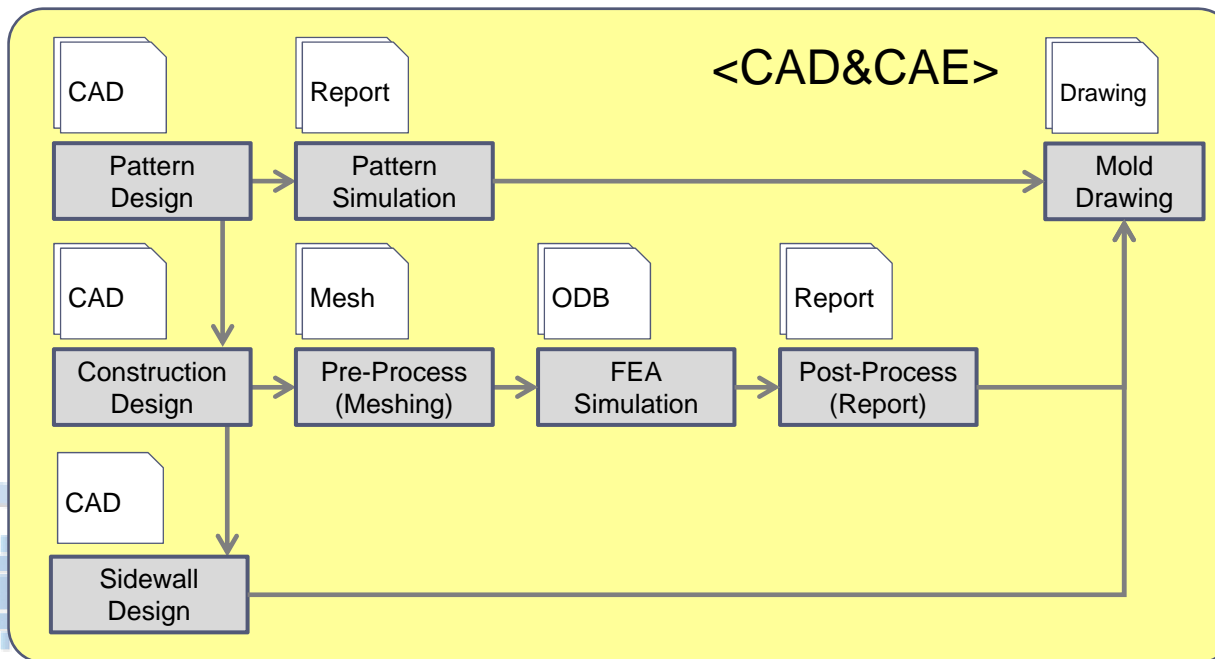 <CAD&CAE>
CAD
Report
Drawing
Pattern
Design
Pattern
Simulation
Mold
Drawing
CAD
Mesh
ODB
Report
Construction
Design
Pre-Process
(Meshing)
FEA
Simulation
Post-Process
(Report)
CAD
Sidewall
Design